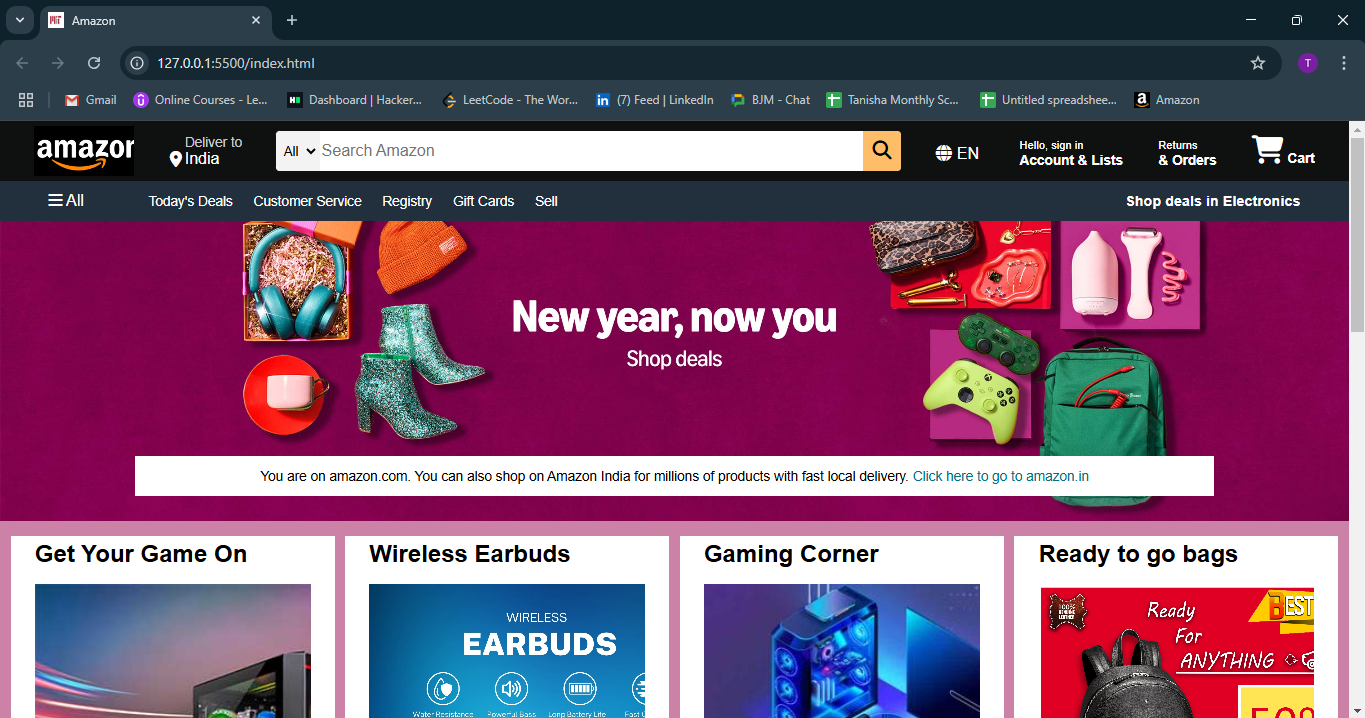 Amazon
127.0.0.1:5500/index.html
T
Gmail
Online Courses - Le...
Dashboard | Hacker...
LeetCode - The Wor...
(7) Feed | LinkedIn
BJM - Chat
Tanisha Monthly Sc...
Untitled spreadshee...
Amazon
amazon
Deliver to
India
All
Search Amazon
EN
Hello, sign in
Account & Lists
Returns
& Orders
Cart
All
Today's Deals
Customer Service
Registry
Gift Cards
Sell
Shop deals in Electronics
New year, now you
Shop deals
You are on amazon.com. You can also shop on Amazon India for millions of products with fast local delivery. Click here to go to amazon.in
Get Your Game On
Wireless Earbuds
Gaming Corner
Ready to go bags
WIRELESS
EARBUDS
Water Resistance
Powerful Bass
Long Battery Life
Fast
100%
GENUINE
LEATHER
Ready
For
ANYTHING
BEST